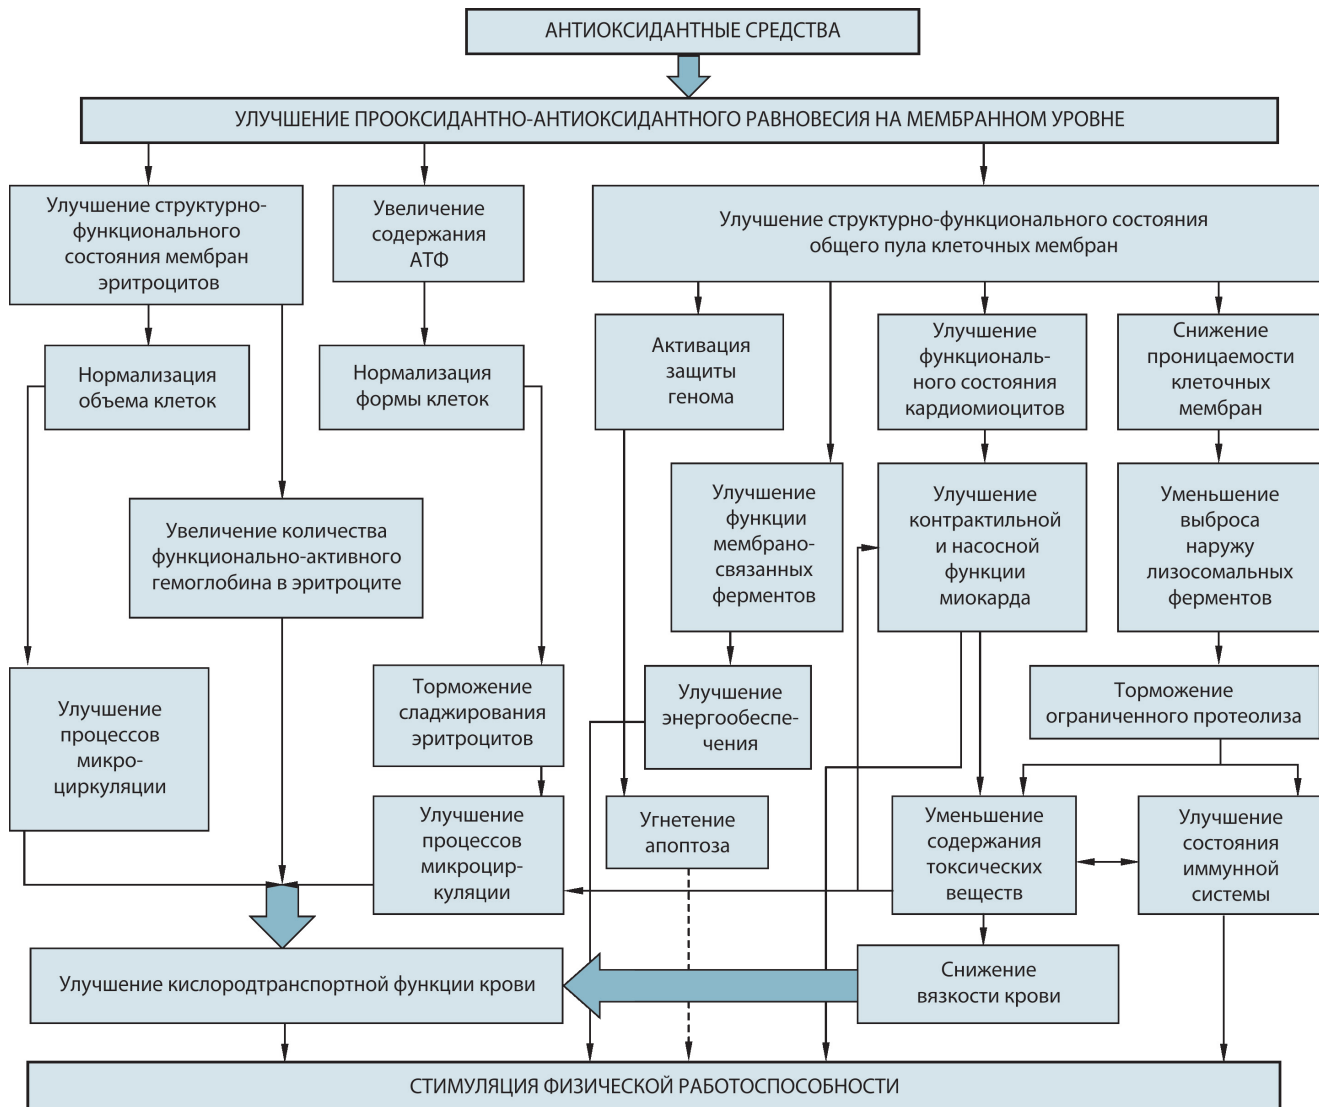 АНТИОКСИДАНТНЫЕ СРЕДСТВА
УЛУЧШЕНИЕ ПРООКСИДАНТНО-АНТИОКСИДАНТНОГО РАВНОВЕСИЯ НА МЕМБРАННОМ УРОВНЕ
Улучшение структурно-
функционального
состояния мембран
эритроцитов
Увеличение
содержания
АТФ
Улучшение структурно-функционального состояния
общего пула клеточных мембран
Нормализация
объема клеток
Нормализация
формы клеток
Активация
защиты
генома
Улучшение
функциональ-
ного состояния
кардиомиоцитов
Снижение
проницаемости
клеточных
мембран
Увеличение количества
функционально-активного
гемоглобина в эритроците
Улучшение
функции
мембрано-
связанных
ферментов
Улучшение
контрактильной
и насосной
функции
миокарда
Уменьшение
выброса
наружу
лизосомальных
ферментов
Улучшение
процессов
микро-
циркуляции
Торможение
сладжирования
эритроцитов
Улучшение
энергообеспе-
чения
Торможение
ограниченного протеолиза
Улучшение
процессов
микроцир-
куляции
Угнетение
апоптоза
Уменьшение
содержания
токсических
веществ
Улучшение
состояния
иммунной
системы
Улучшение кислородтранспортной функции крови
Снижение
вязкости крови
СТИМУЛЯЦИЯ ФИЗИЧЕСКОЙ РАБОТОСПОСОБНОСТИ